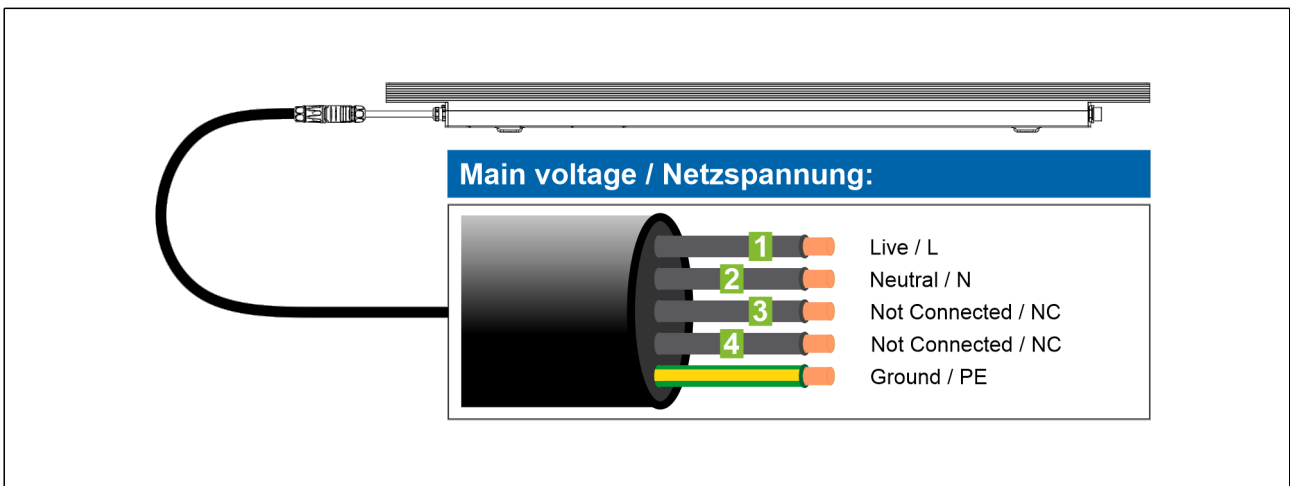 Main voltage / Netzspannung:
1 Live / L
2 Neutral / N
3 Not Connected / NC
4 Not Connected / NC
Ground / PE